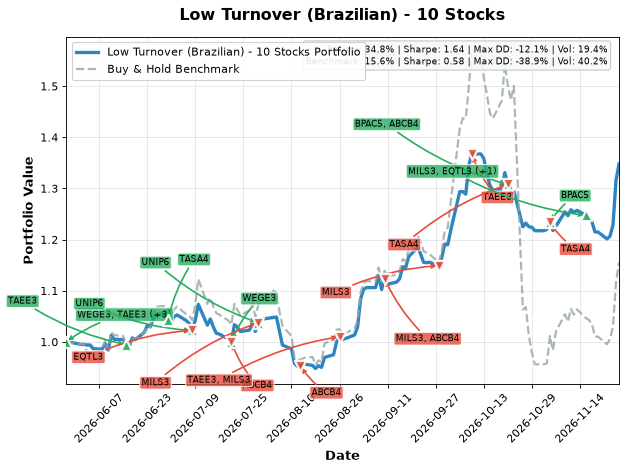 Low Turnover (Brazilian) - 10 Stocks
Low Turnover (Brazilian) - 10 Stocks Portfolio
Buy & Hold Benchmark
34.8% | Sharpe: 1.64 | Max DD: -12.1% | Vol: 19.4%
Benchmark: 15.6% | Sharpe: 0.58 | Max DD: -38.9% | Vol: 40.2%
Portfolio Value
1.5
1.4
1.3
1.2
1.1
1.0
BPAC5, ABCB4
MILS3, EQTL3 (+1)
TAEE3
BPAC5
TASA4
TASA4
UNIP6
TASA4
MILS3
TAEE3
UNIP6
WEGE3
WEGE3, TAEE3 (+3
EQTL3
MILS3, ABCB4
MILS3
TAEE3, MILS3
ABCB4
ABCB4
2026-06-07
2026-06-23
2026-07-09
2026-07-25
2026-08-10
2026-08-26
2026-09-11
2026-09-27
2026-10-13
2026-10-29
2026-11-14
Date